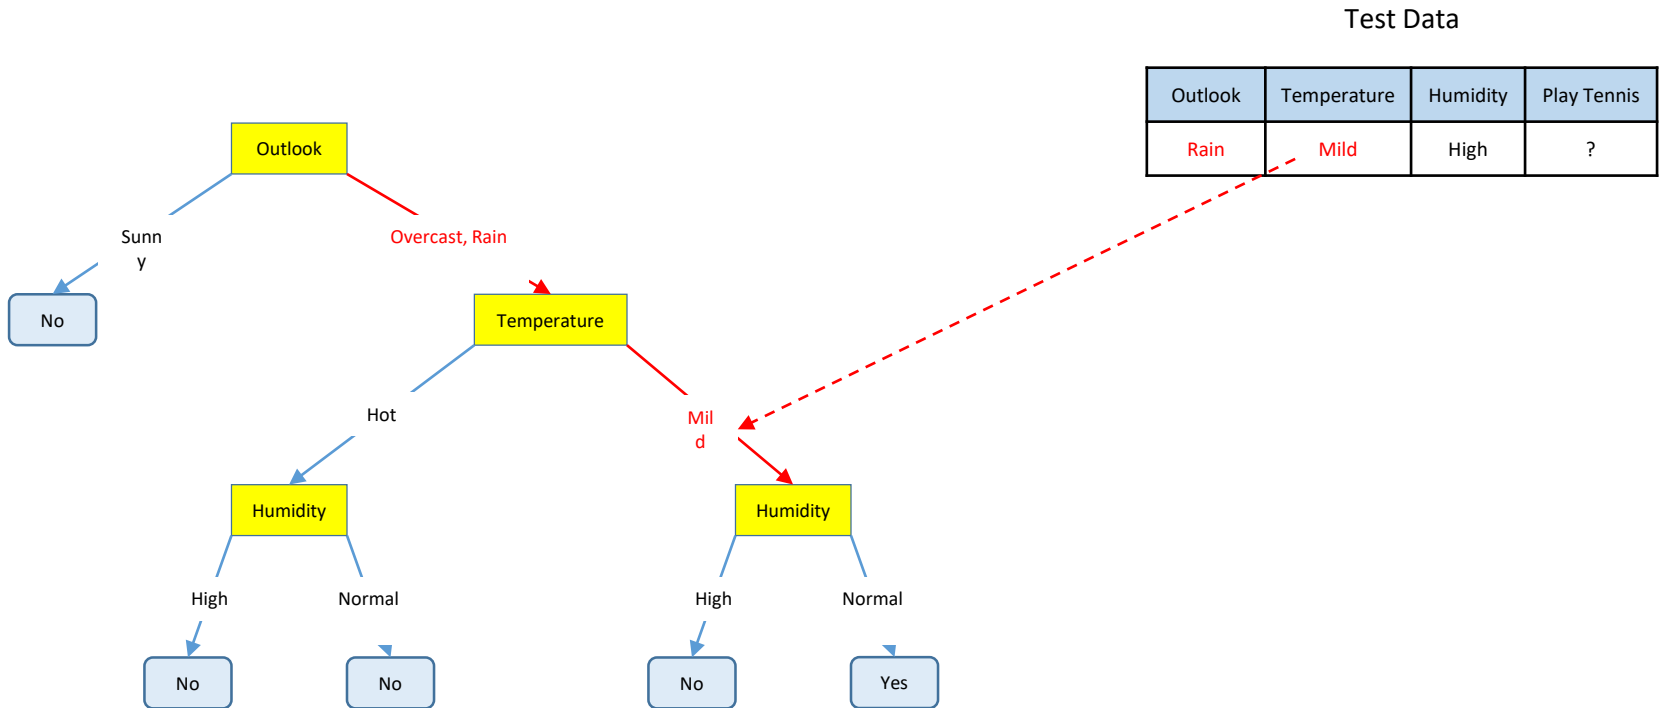 Test Data
Outlook Temperature Humidity Play Tennis
Rain Mild High ?
Outlook
Sunn
y
Overcast, Rain
No
Temperature
Hot
Mil
d
Humidity
Humidity
High
Normal
High
Normal
No
No
No
Yes